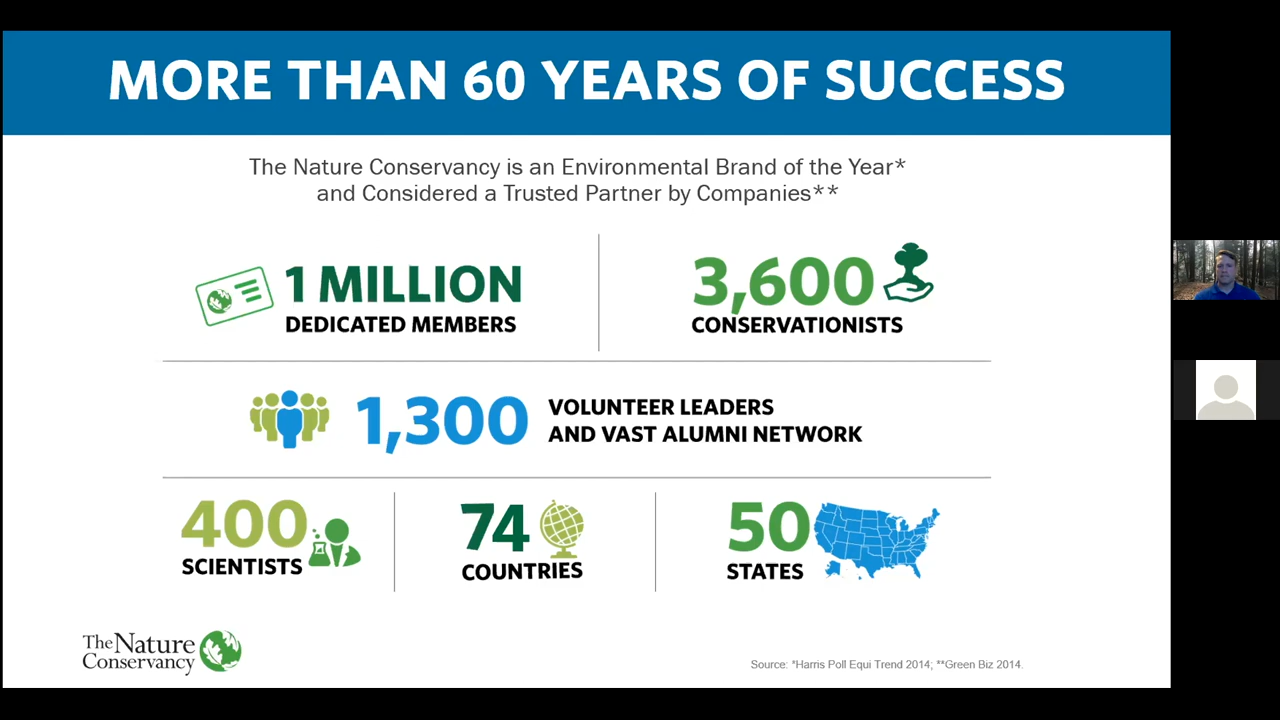 MORE THAN 60 YEARS OF SUCCESS
The Nature Conservancy is an Environmental Brand of the Year*
and Considered a Trusted Partner by Companies**
1 MILLION
DEDICATED MEMBERS
3,600
CONSERVATIONISTS
1,300
VOLUNTEER LEADERS
AND VAST ALUMNI NETWORK
400
SCIENTISTS
74
COUNTRIES
50
STATES
The Nature
Conservancy
Source: *Harris Poll Equi Trend 2014; **Green Biz 2014.